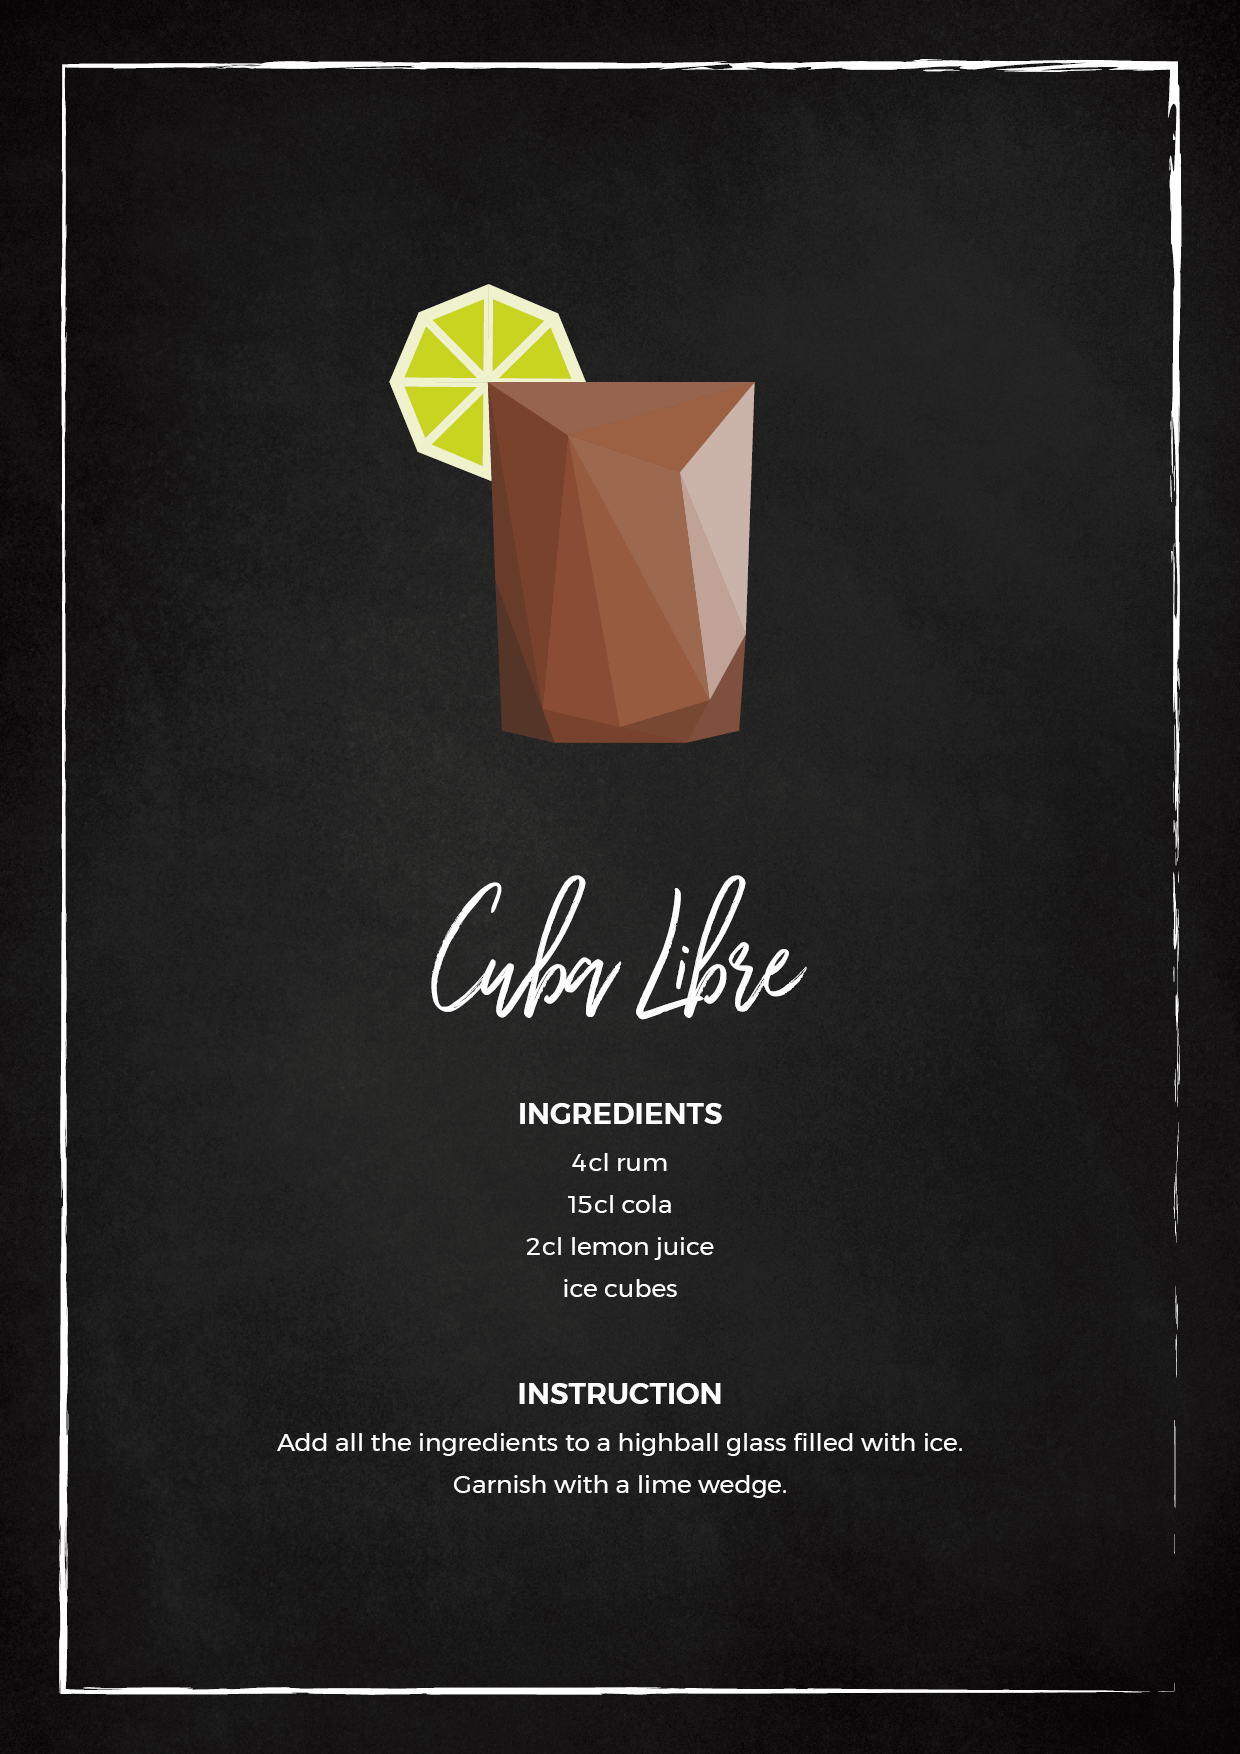 Cuba Libre
INGREDIENTS
4cl rum
15cl cola
2cl lemon juice
ice cubes
INSTRUCTION
Add all the ingredients to a highball glass filled with ice.
Garnish with a lime wedge.